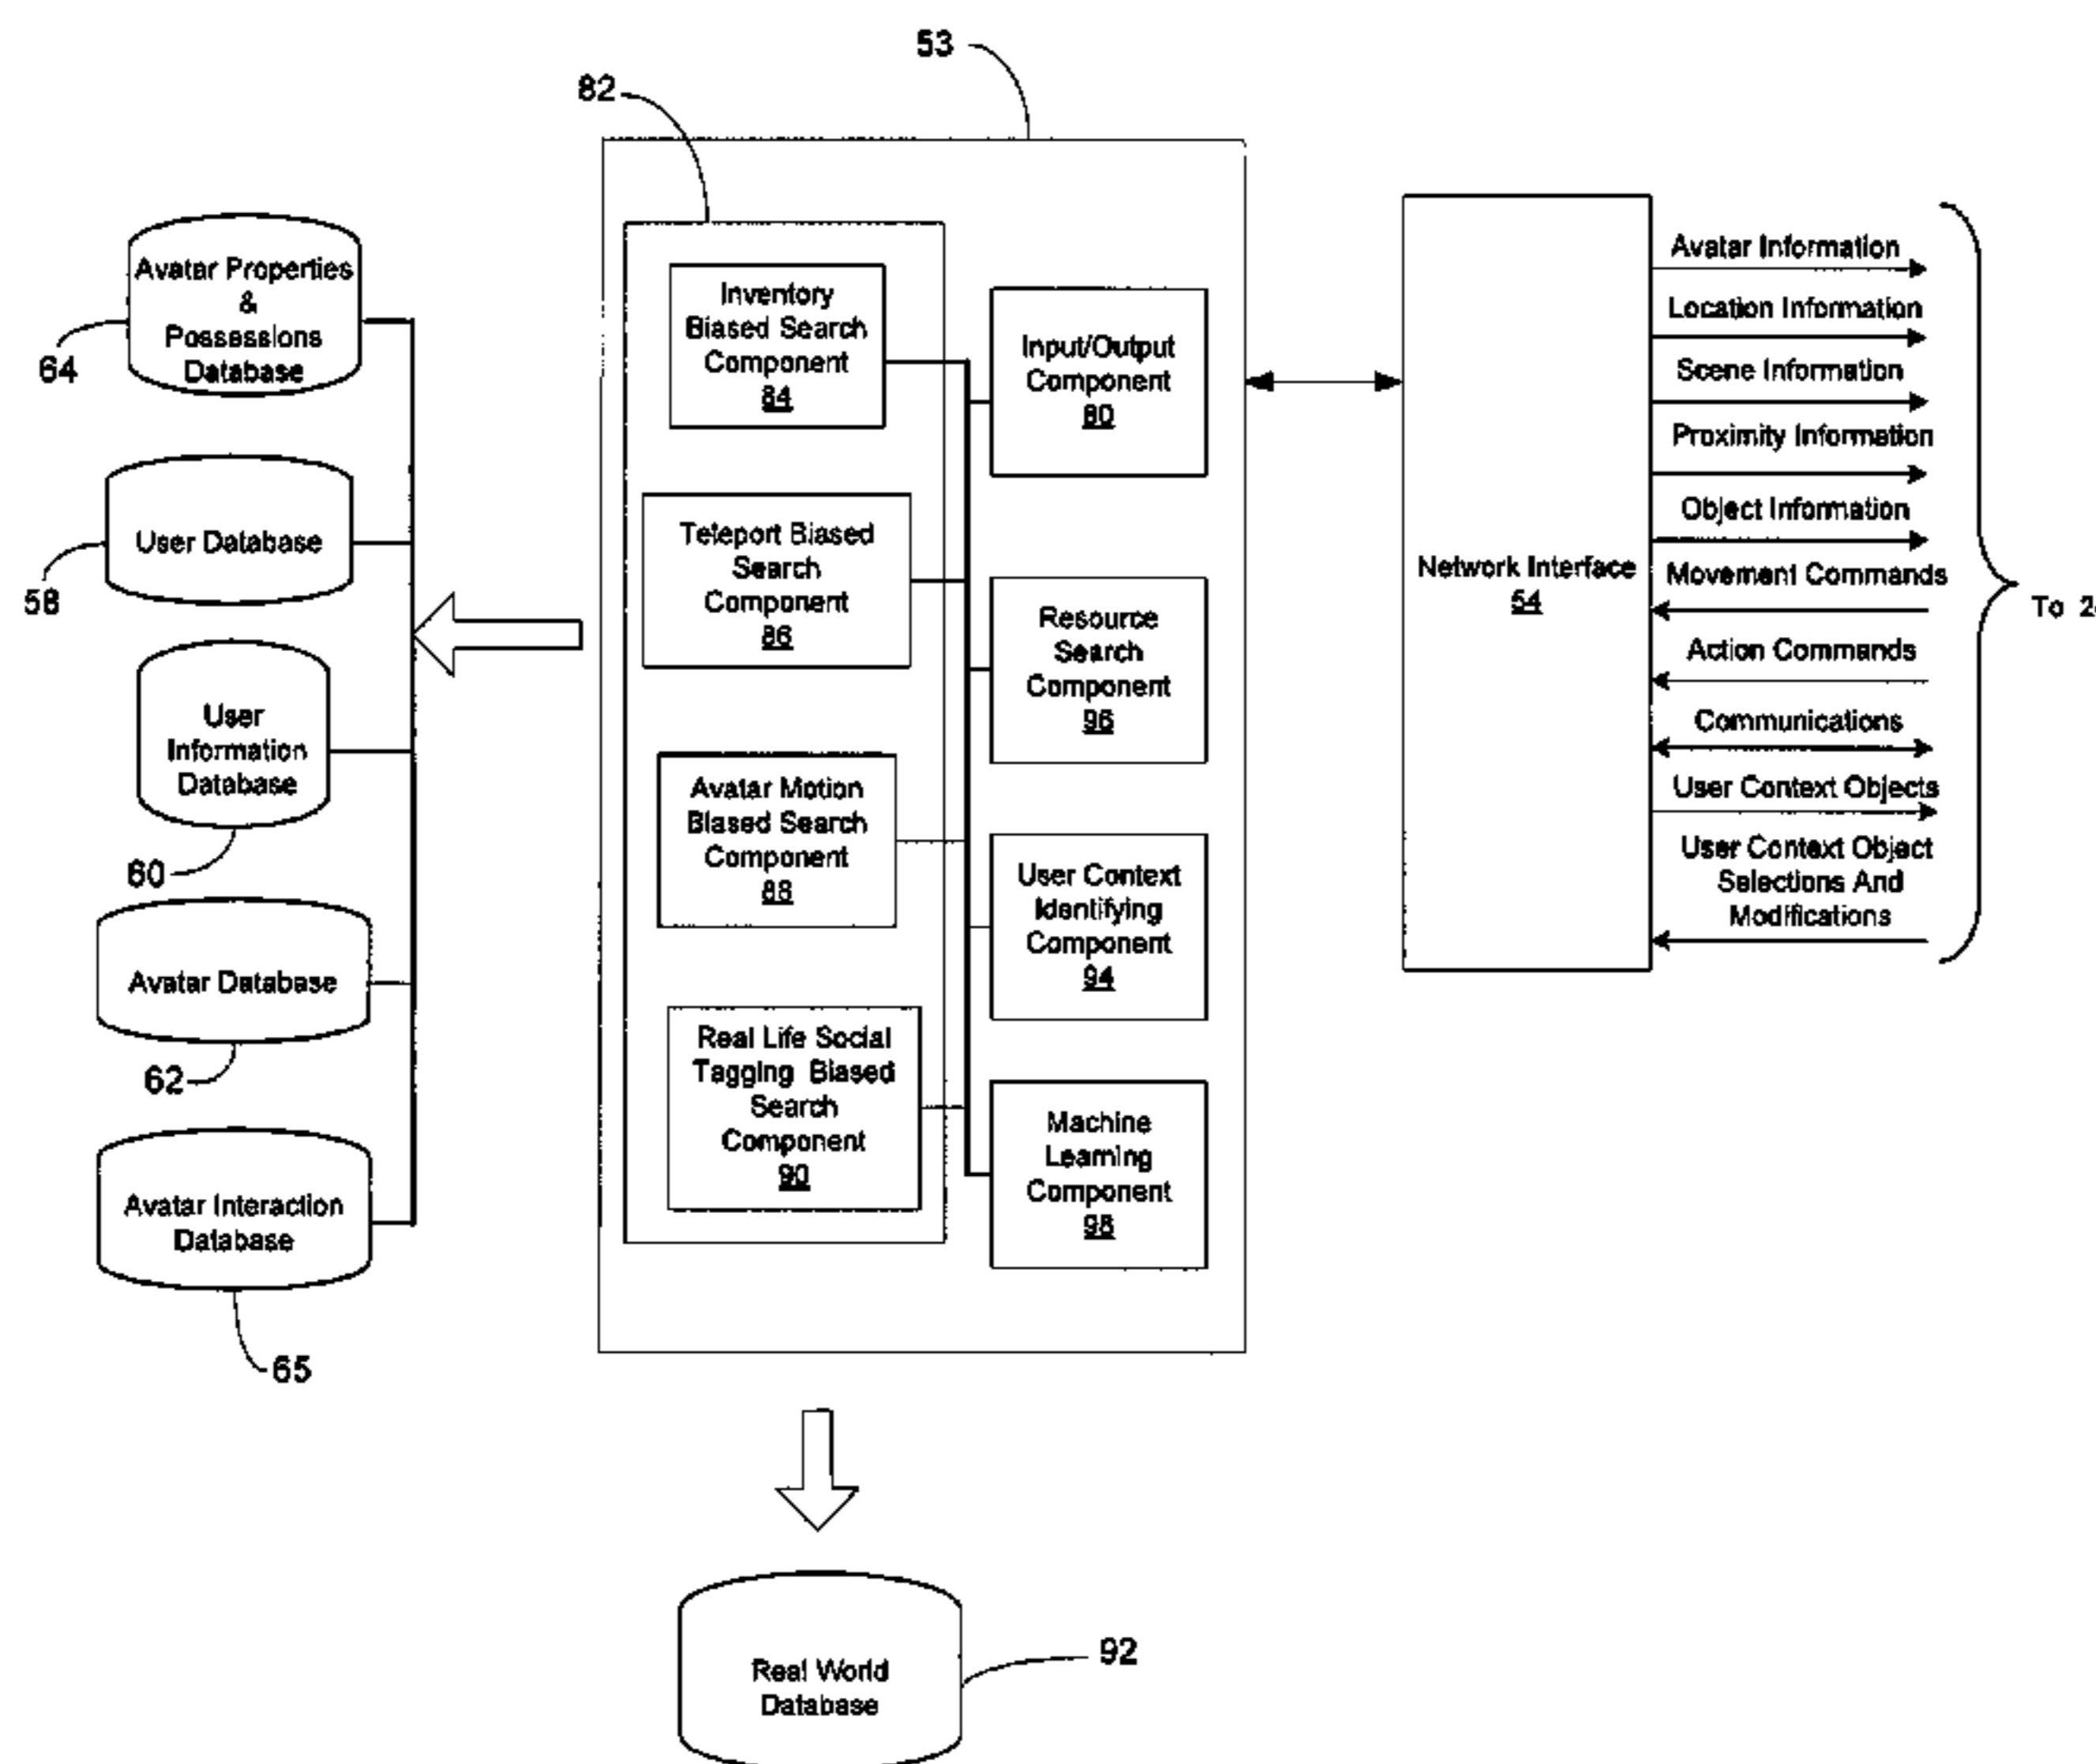 53
82
Avatar Properties
&
Possessions
Database
64
User Database
58
User
Information
Database
60
Avatar Database
62
Avatar Interaction
Database
65
Inventory
Biased Search
Component
84
Teleport Biased
Search
Component
86
Avatar Motion
Biased Search
Component
88
Real Life Social
Tagging Biased
Search
Component
90
Input/Output
Component
80
Resource
Search
Component
96
User Context
Identifying
Component
94
Machine
Learning
Component
98
Network Interface
54
Avatar Information
Location Information
Scene Information
Proximity Information
Object Information
Movement Commands
Action Commands
Communications
User Context Objects
User Context Object
Selections And
Modifications
To
Real World
Database
92